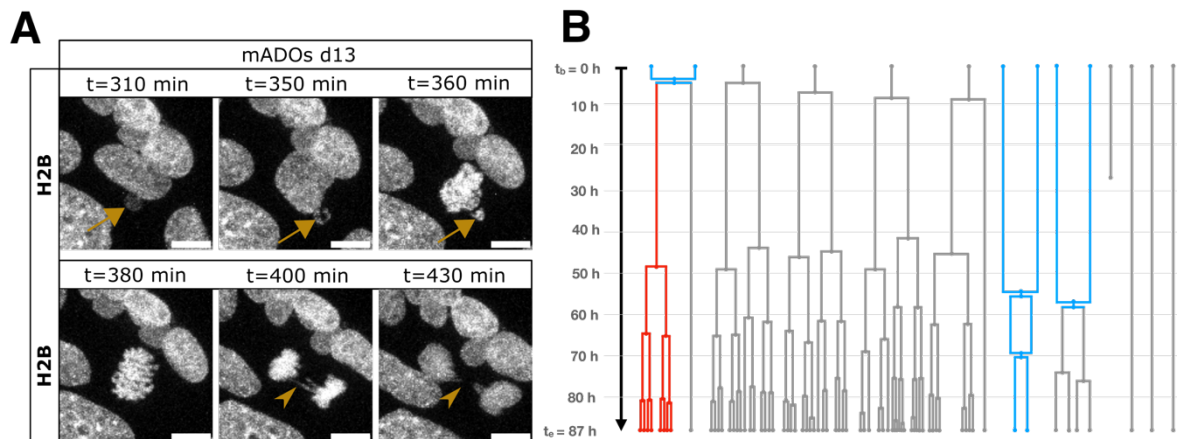 A
mADOs d13
t=310 min
t=350 min
t=360 min
H2B
t=380 min
t=400 min
t=430 min
H2B
B
tb = 0 h
10 h
20 h
30 h
40 h
50 h
60 h
70 h
80 h
te = 87 h